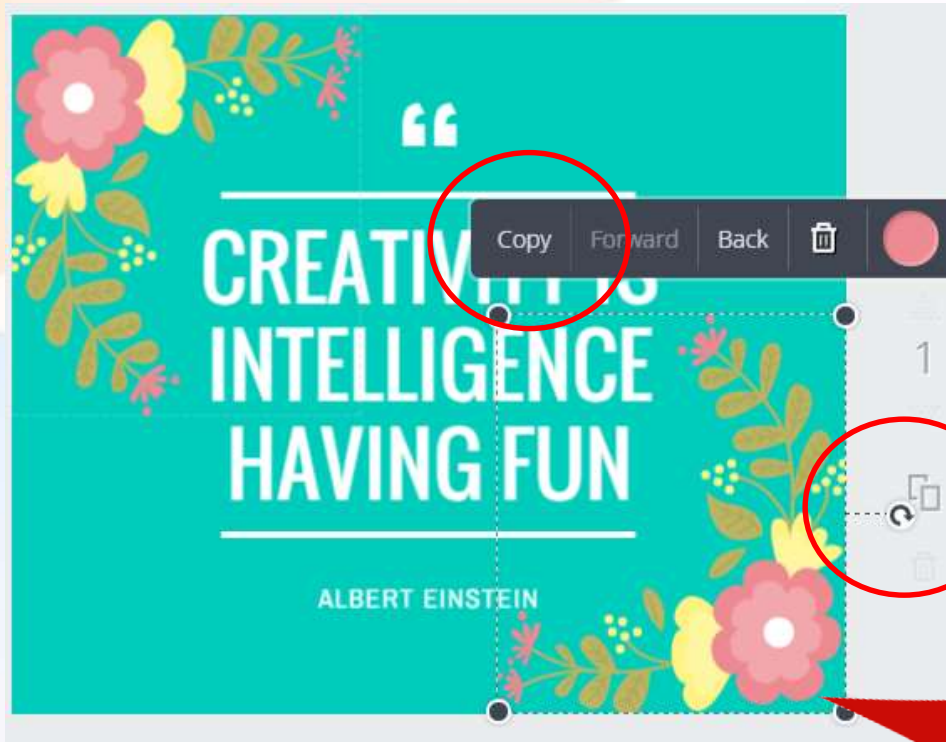 “
Copy Forward Back
CREATIVITY IS
INTELLIGENCE
HAVING FUN
1
ALBERT EINSTEIN